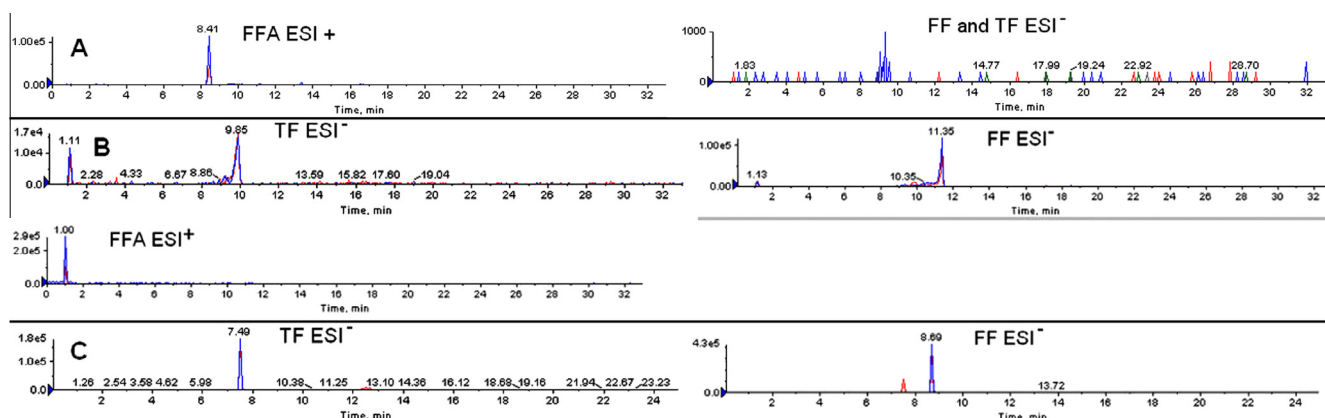 8.41
FFA ESI +
1.00e5
A
0.00
0 2 4 6 8 10 12 14 16 18 20 22 24 26 28 30 32
Time, min
FF and TF ESI-
1000
1.83 14.77 17.99 19.24 22.92 28.70
0
2 4 6 8 10 12 14 16 18 20 22 24 26 28 30 32
Time, min
TF ESI-
1.7e4
1.0e4
0.0
B
1.11 2.28 4.33 6.67 8.86 9.85 13.59 15.82 17.60 19.04
0 2 4 6 8 10 12 14 16 18 20 22 24 26 28 30 32
Time, min
FF ESI-
1.00e5
0.00
1.13 10.35 11.35
2 4 6 8 10 12 14 16 18 20 22 24 26 28 30 32
Time, min
FFA ESI+
2.9e5
2.0e5
0.0
1.00
0 2 4 6 8 10 12 14 16 18 20 22 24 26 28 30 32
Time, min
TF ESI-
1.8e5
1.0e5
0.0
C
7.49
1.26 2.54 3.58 4.62 5.98 10.38 11.25 13.10 14.36 16.12 18.68 19.16 21.94 22.67 23.23
2 4 6 8 10 12 14 16 18 20 22 24
Time, min
FF ESI-
4.3e5
0.0
8.69
13.72
2 4 6 8 10 12 14 16 18 20 22 24
Time, min